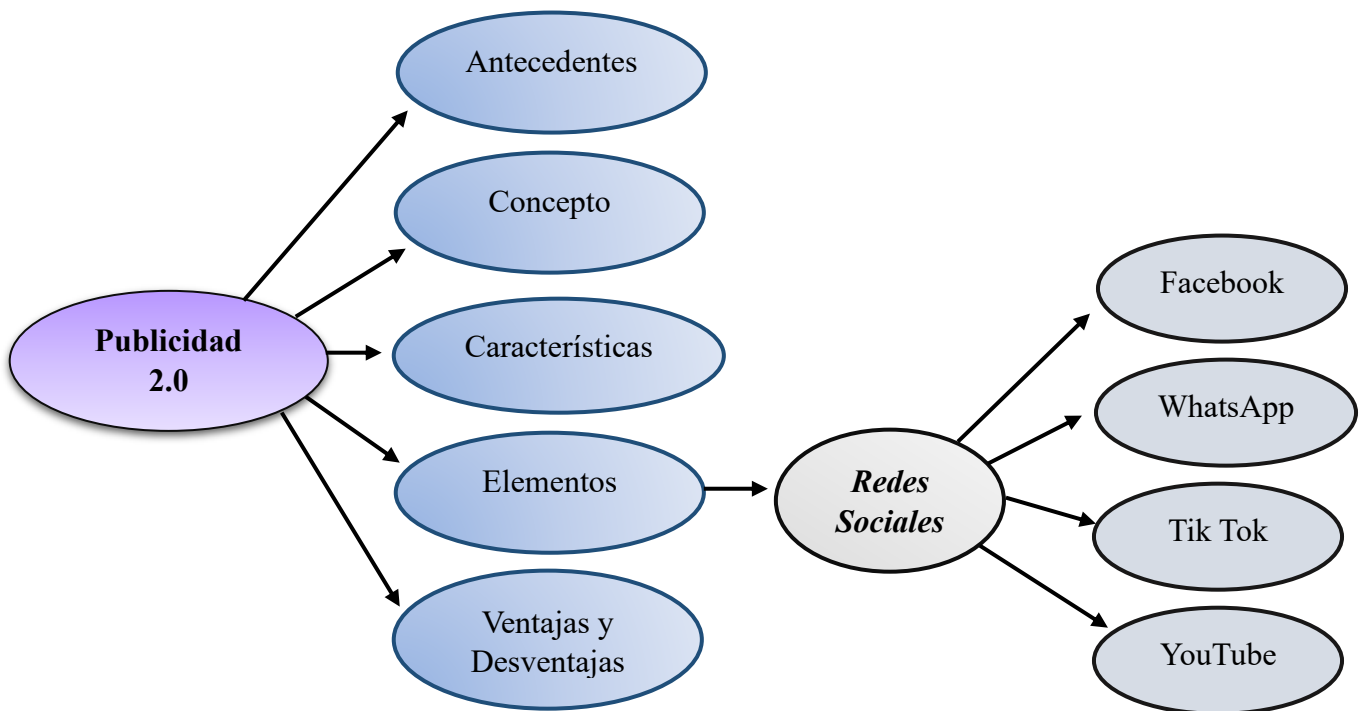 Antecedentes
Concepto
Publicidad
2.0
Características
Elementos
Ventajas y
Desventajas
Redes
Sociales
Facebook
WhatsApp
Tik Tok
YouTube